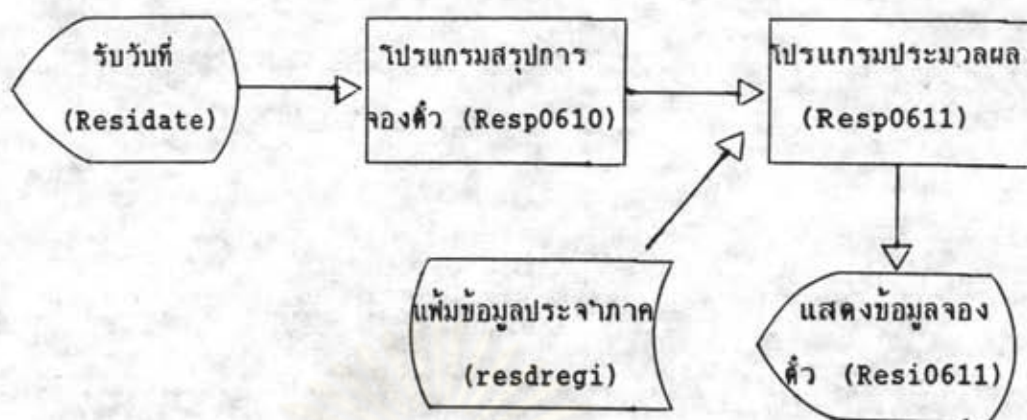 รับวันที่
(Residate)
โปรแกรมสรุปการ
จองตั๋ว (Resp0610)
โปรแกรมประมวลผล
(Resp0611)
แฟ้มข้อมูลประจำภาค
(resdregi)
แสดงข้อมูลจอง
ตั๋ว (Resi0611)